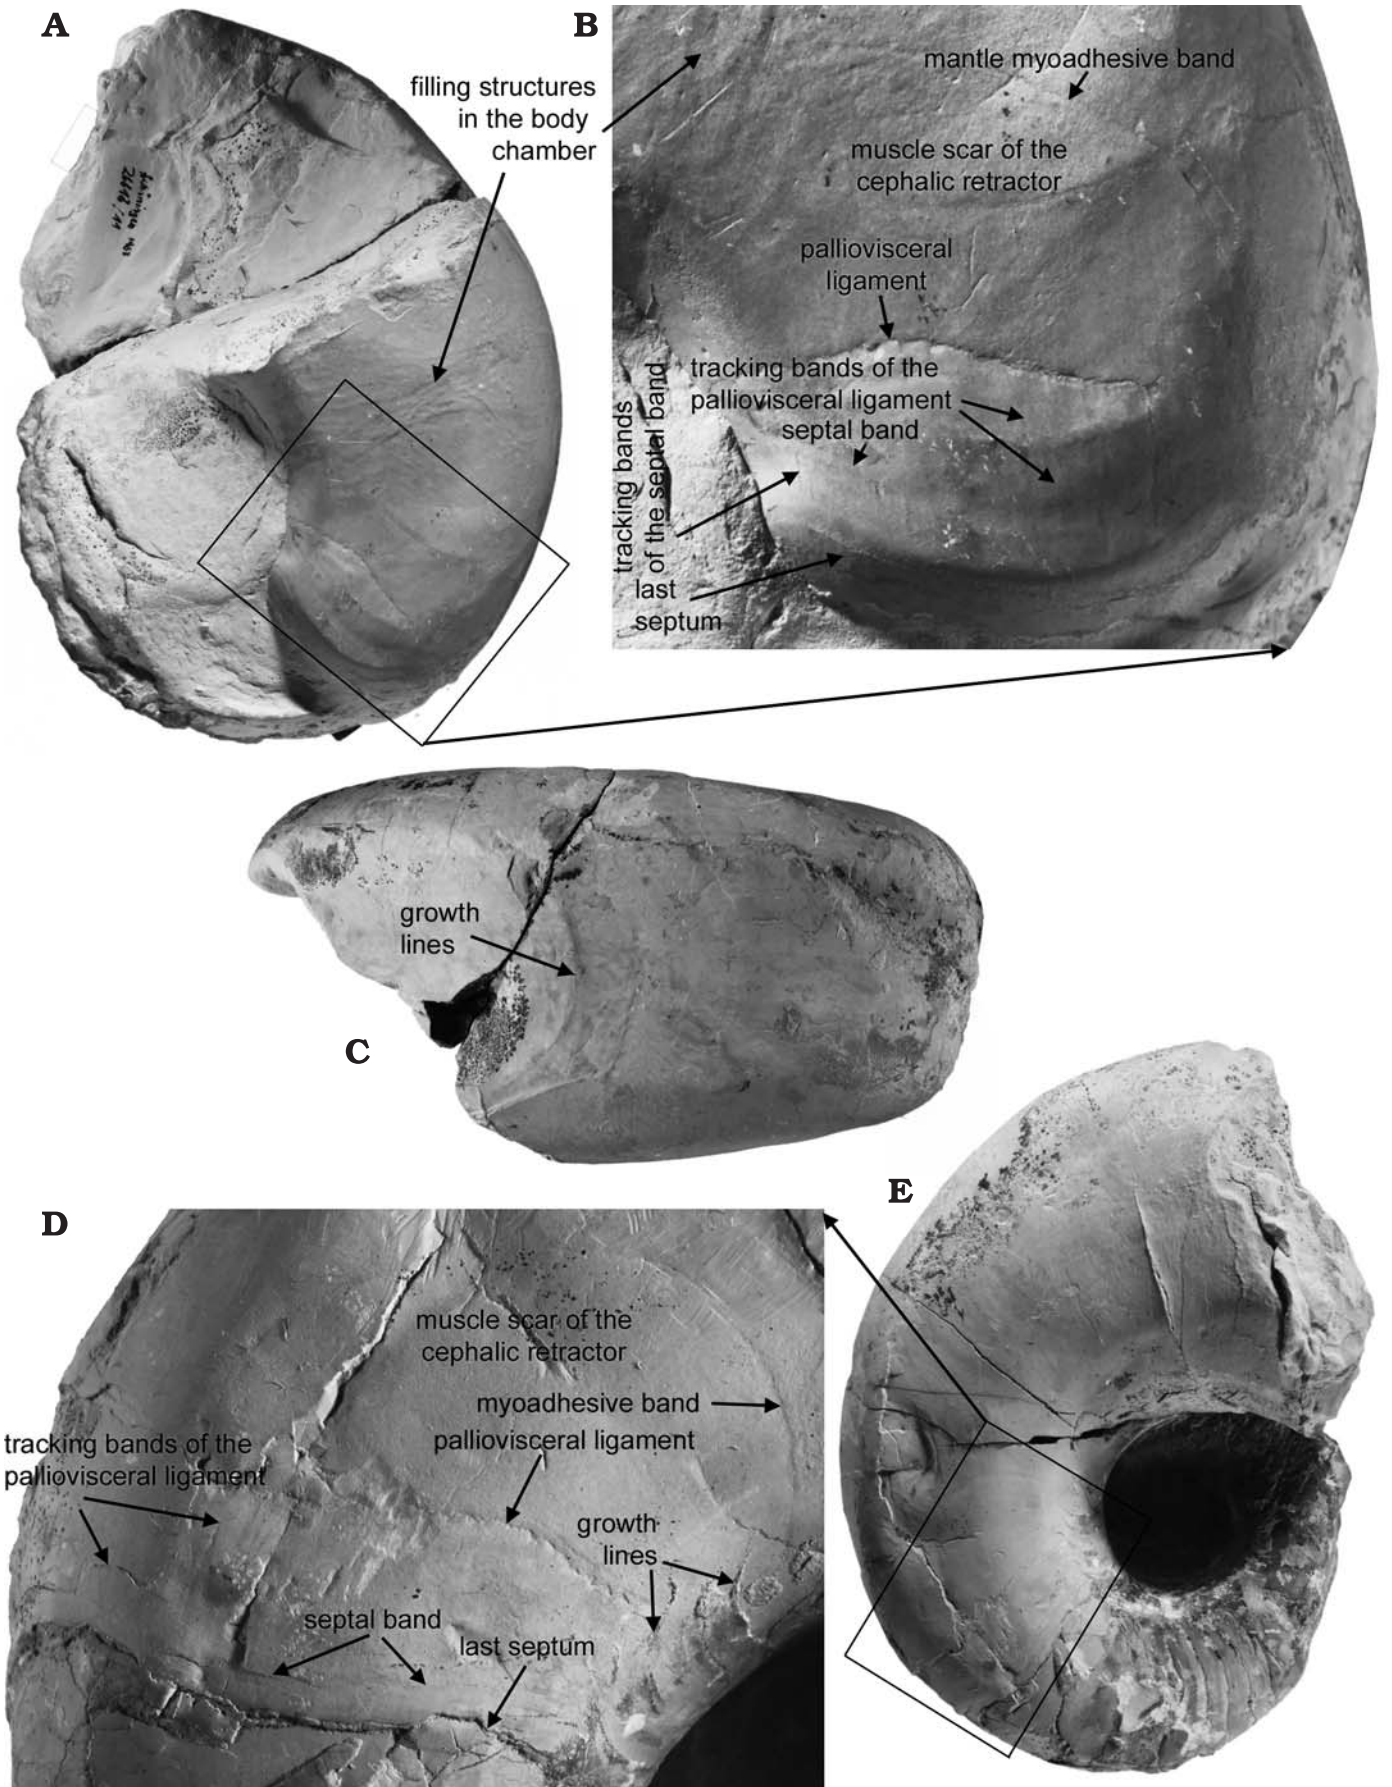 A
filling structures
in the body
chamber
B
mantle myoadhesive band
muscle scar of the
cephalic retractor
palliovisceral
ligament
tracking bands of the
palliovisceral ligament
septal band
tracking bands
of the septal band
last
septum
growth
lines
C
D
muscle scar of the
cephalic retractor
myoadhesive band
palliovisceral ligament
tracking bands of the
palliovisceral ligament
growth
lines
septal band
last septum
E